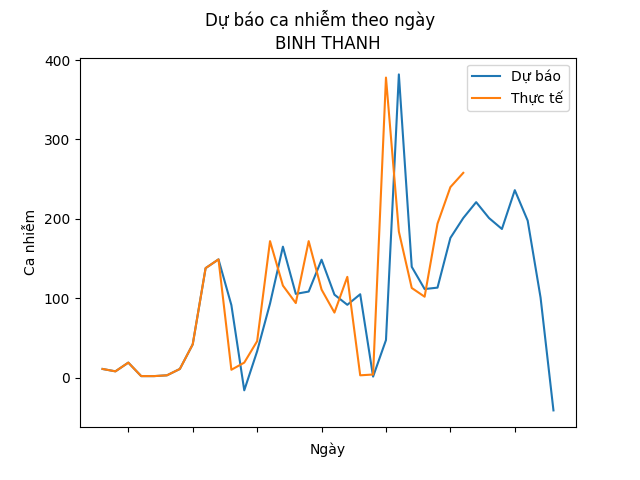 Dự báo ca nhiễm theo ngày
BINH THANH
400
300
200
100
0
Ca nhiễm
Ngày
Dự báo
Thực tế